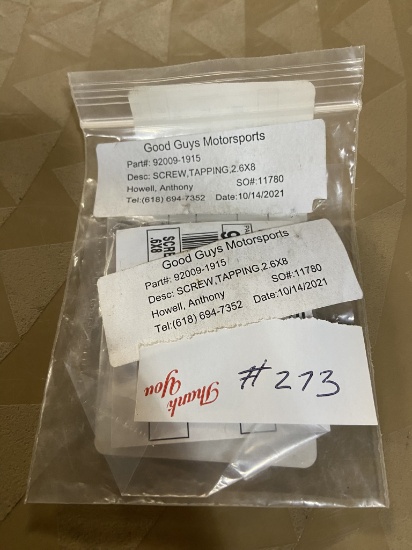 Good Guys Motorsports
Part#: 92009-1915
Desc: SCREW,TAPPING,2.6X8
Howell, Anthony SO#:11780
Tel:(618) 694-7352 Date:10/14/2021
SCRE
.6X8
Good Guys Motorsports
Part#: 92009-1915
Desc: SCREW,TAPPING,2.6X8
Howell, Anthony SO#:11780
Tel:(618) 694-7352 Date:10/14/2021
Thank
You
#273